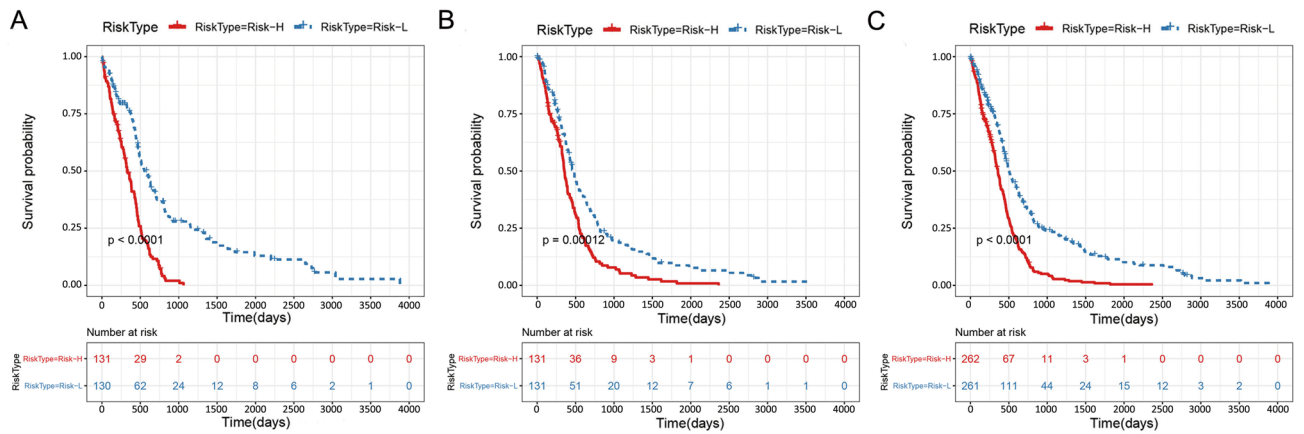 A
RiskType RiskType=Risk−H RiskType=Risk−L
Survival probability
1.00
0.75
0.50
0.25
0.00
p < 0.0001
0 500 1000 1500 2000 2500 3000 3500 4000
Time(days)
Number at risk
RiskType
RiskType=Risk−H 131 29 2 0 0 0 0 0 0
RiskType=Risk−L 130 62 24 12 8 6 2 1 0
0 500 1000 1500 2000 2500 3000 3500 4000
Time(days)
B
RiskType RiskType=Risk−H RiskType=Risk−L
Survival probability
1.00
0.75
0.50
0.25
0.00
p = 0.00012
0 500 1000 1500 2000 2500 3000 3500 4000
Time(days)
Number at risk
RiskType
RiskType=Risk−H 131 36 9 3 1 0 0 0 0
RiskType=Risk−L 131 51 20 12 7 6 1 1 0
0 500 1000 1500 2000 2500 3000 3500 4000
Time(days)
C
RiskType RiskType=Risk−H RiskType=Risk−L
Survival probability
1.00
0.75
0.50
0.25
0.00
p < 0.0001
0 500 1000 1500 2000 2500 3000 3500 4000
Time(days)
Number at risk
RiskType
RiskType=Risk−H 262 67 11 3 1 0 0 0 0
RiskType=Risk−L 261 111 44 24 15 12 3 2 0
0 500 1000 1500 2000 2500 3000 3500 4000
Time(days)